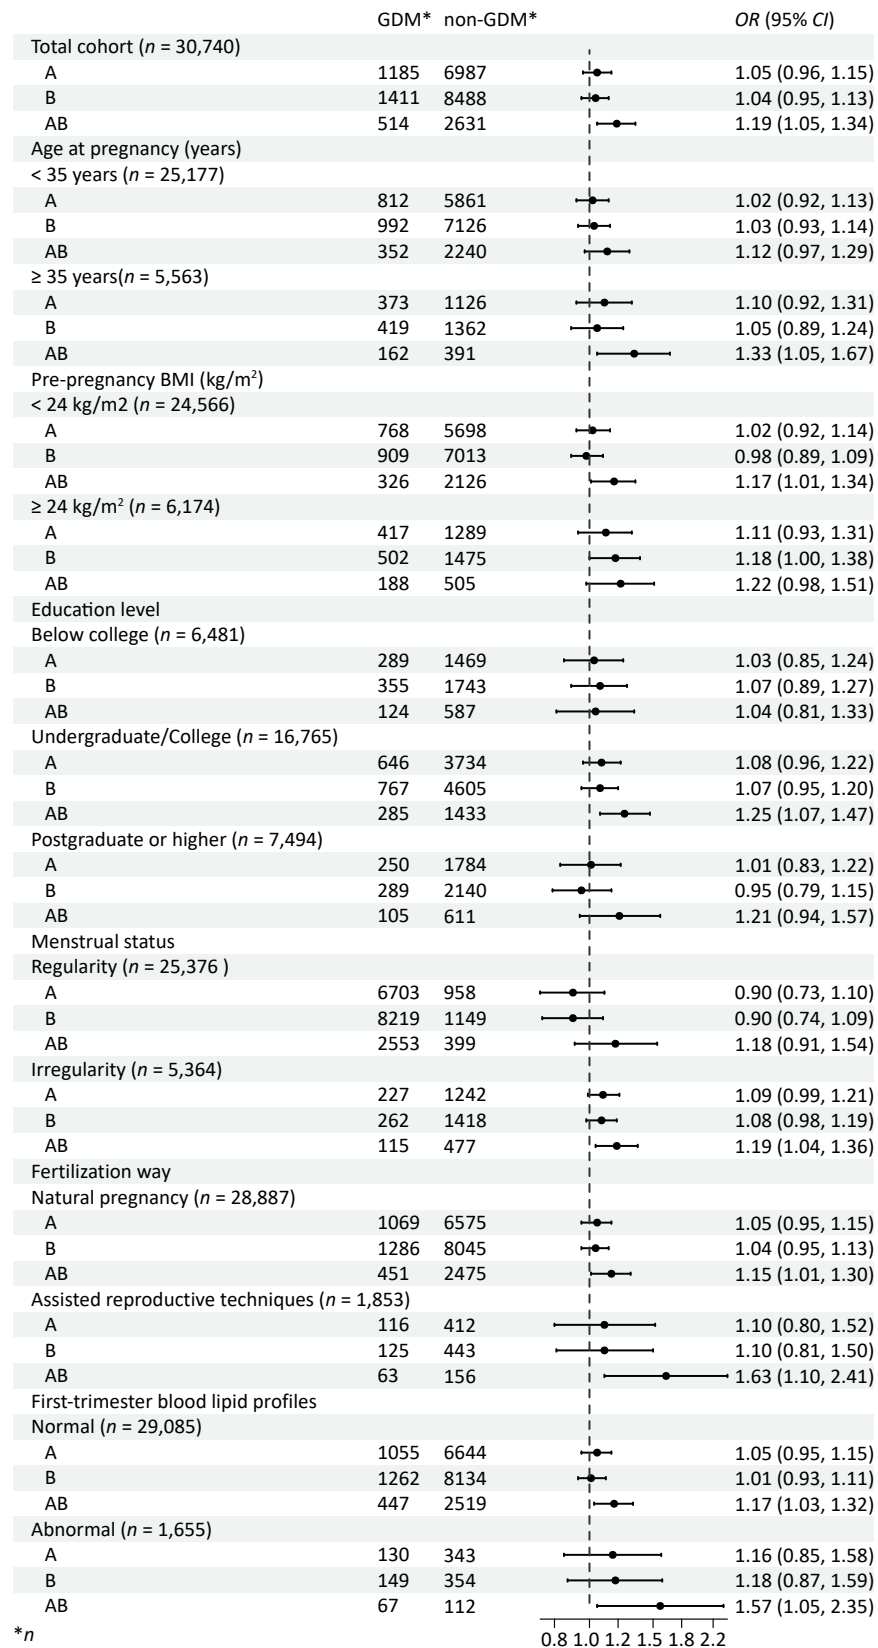 GDM* non-GDM* OR (95% CI)
Total cohort (n = 30,740)
A 1185 6987 1.05 (0.96, 1.15)
B 1411 8488 1.04 (0.95, 1.13)
AB 514 2631 1.19 (1.05, 1.34)
Age at pregnancy (years)
< 35 years (n = 25,177)
A 812 5861 1.02 (0.92, 1.13)
B 992 7126 1.03 (0.93, 1.14)
AB 352 2240 1.12 (0.97, 1.29)
≥ 35 years(n = 5,563)
A 373 1126 1.10 (0.92, 1.31)
B 419 1362 1.05 (0.89, 1.24)
AB 162 391 1.33 (1.05, 1.67)
Pre-pregnancy BMI (kg/m²)
< 24 kg/m2 (n = 24,566)
A 768 5698 1.02 (0.92, 1.14)
B 909 7013 0.98 (0.89, 1.09)
AB 326 2126 1.17 (1.01, 1.34)
≥ 24 kg/m² (n = 6,174)
A 417 1289 1.11 (0.93, 1.31)
B 502 1475 1.18 (1.00, 1.38)
AB 188 505 1.22 (0.98, 1.51)
Education level
Below college (n = 6,481)
A 289 1469 1.03 (0.85, 1.24)
B 355 1743 1.07 (0.89, 1.27)
AB 124 587 1.04 (0.81, 1.33)
Undergraduate/College (n = 16,765)
A 646 3734 1.08 (0.96, 1.22)
B 767 4605 1.07 (0.95, 1.20)
AB 285 1433 1.25 (1.07, 1.47)
Postgraduate or higher (n = 7,494)
A 250 1784 1.01 (0.83, 1.22)
B 289 2140 0.95 (0.79, 1.15)
AB 105 611 1.21 (0.94, 1.57)
Menstrual status
Regularity (n = 25,376 )
A 6703 958 0.90 (0.73, 1.10)
B 8219 1149 0.90 (0.74, 1.09)
AB 2553 399 1.18 (0.91, 1.54)
Irregularity (n = 5,364)
A 227 1242 1.09 (0.99, 1.21)
B 262 1418 1.08 (0.98, 1.19)
AB 115 477 1.19 (1.04, 1.36)
Fertilization way
Natural pregnancy (n = 28,887)
A 1069 6575 1.05 (0.95, 1.15)
B 1286 8045 1.04 (0.95, 1.13)
AB 451 2475 1.15 (1.01, 1.30)
Assisted reproductive techniques (n = 1,853)
A 116 412 1.10 (0.80, 1.52)
B 125 443 1.10 (0.81, 1.50)
AB 63 156 1.63 (1.10, 2.41)
First-trimester blood lipid profiles
Normal (n = 29,085)
A 1055 6644 1.05 (0.95, 1.15)
B 1262 8134 1.01 (0.93, 1.11)
AB 447 2519 1.17 (1.03, 1.32)
Abnormal (n = 1,655)
A 130 343 1.16 (0.85, 1.58)
B 149 354 1.18 (0.87, 1.59)
AB 67 112 1.57 (1.05, 2.35)
*n
0.8 1.0 1.2 1.5 1.8 2.2